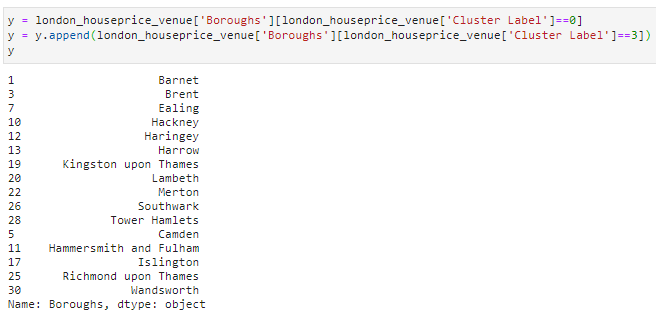 y = london_houseprice_venue['Boroughs'][london_houseprice_venue['Cluster Label']==0]
y = y.append(london_houseprice_venue['Boroughs'][london_houseprice_venue['Cluster Label']==3])
y
1                      Barnet
3                       Brent
7                      Ealing
10                    Hackney
12                   Haringey
13                     Harrow
19       Kingston upon Thames
20                    Lambeth
22                     Merton
26                  Southwark
28              Tower Hamlets
5                      Camden
11     Hammersmith and Fulham
17                  Islington
25       Richmond upon Thames
30                 Wandsworth
Name: Boroughs, dtype: object